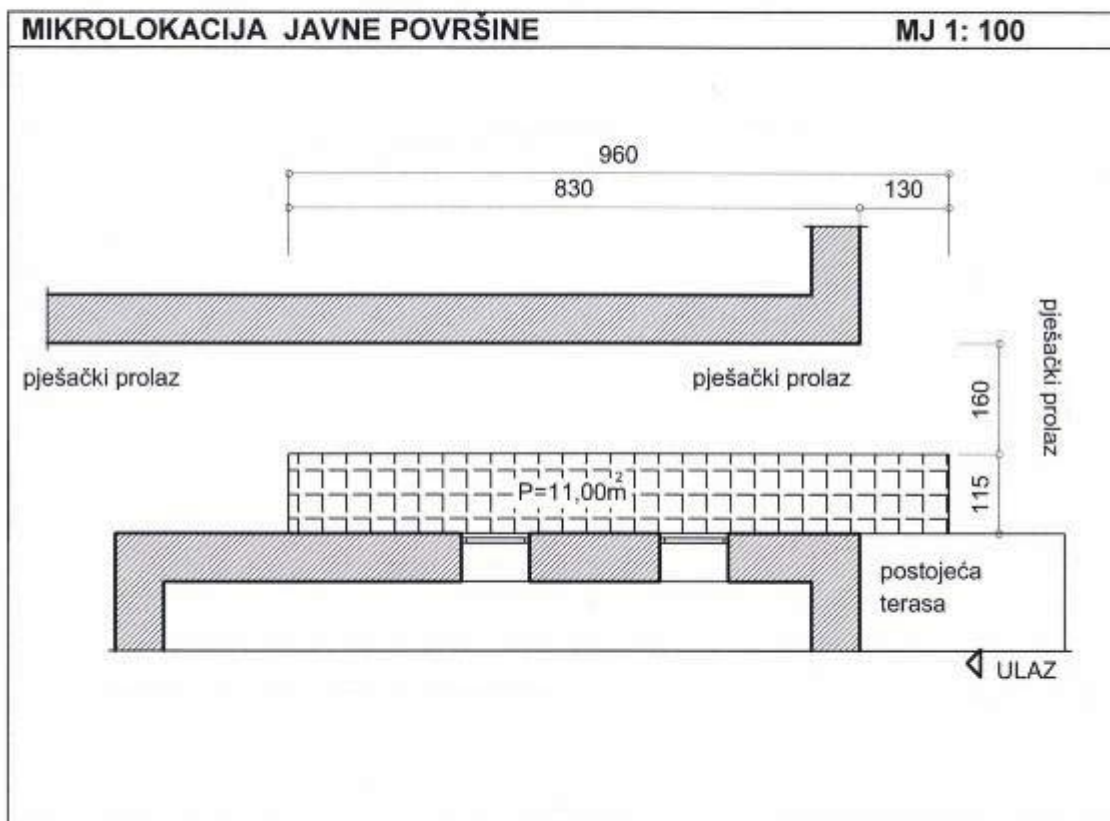 MIKROLOKACIJA JAVNE POVRŠINE MJ 1: 100
960
830 130
pješački prolaz pješački prolaz
pješački prolaz
160
P=11,00m²
115
postojeća
terasa
ULAZ